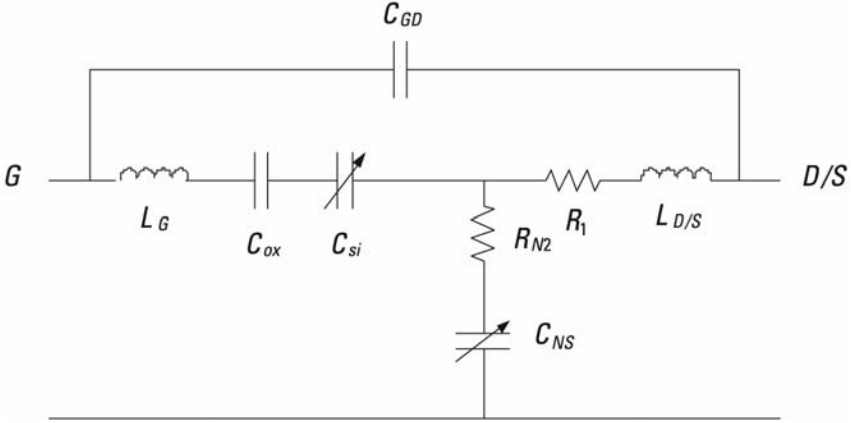 C_GD
G
D/S
L_G
C_ox
C_si
R_N2
R_1
L_D/S
C_NS